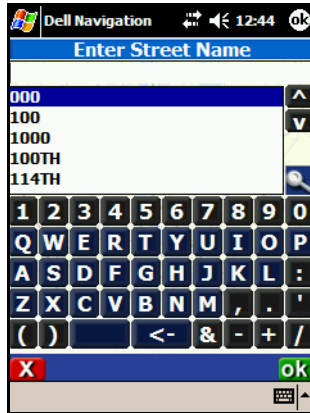 Dell Navigation 12:44 ok
Enter Street Name
000
100
1000
100TH
114TH
^
v
1 2 3 4 5 6 7 8 9 0
Q W E R T Y U I O P
A S D F G H J K L :
Z X C V B N M , . '
( ) <- & - + /
X ok